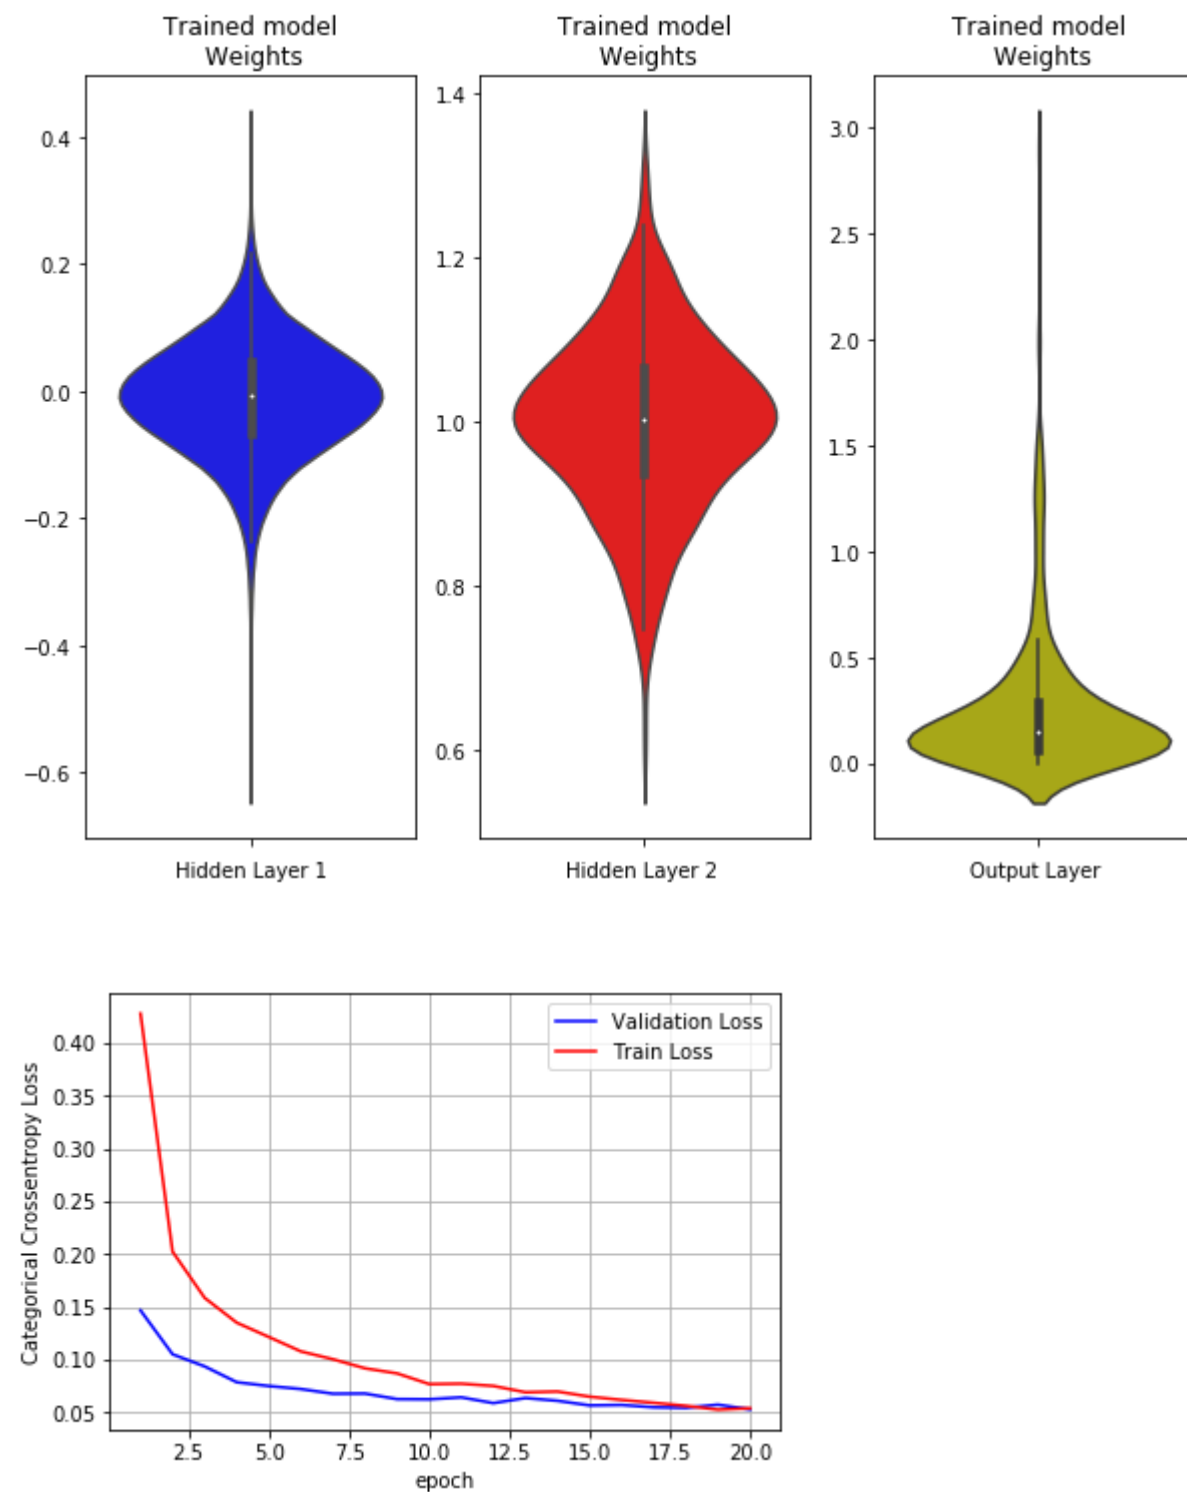 Trained model
Weights
Trained model
Weights
Trained model
Weights
0.4
0.2
0.0
−0.2
−0.4
−0.6
Hidden Layer 1
1.4
1.2
1.0
0.8
0.6
Hidden Layer 2
3.0
2.5
2.0
1.5
1.0
0.5
0.0
Output Layer
Categorical Crossentropy Loss
0.40
0.35
0.30
0.25
0.20
0.15
0.10
0.05
Validation Loss
Train Loss
2.5 5.0 7.5 10.0 12.5 15.0 17.5 20.0
epoch